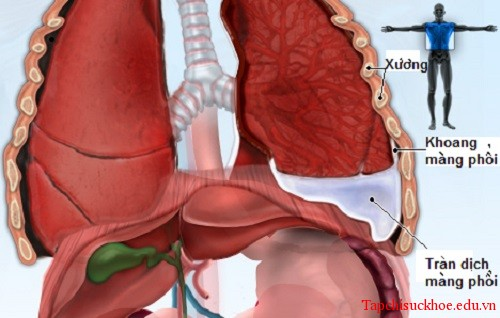 Xương
Khoang
màng phổi
Tràn dịch
màng phổi
Tapchisuckhoe.edu.vn